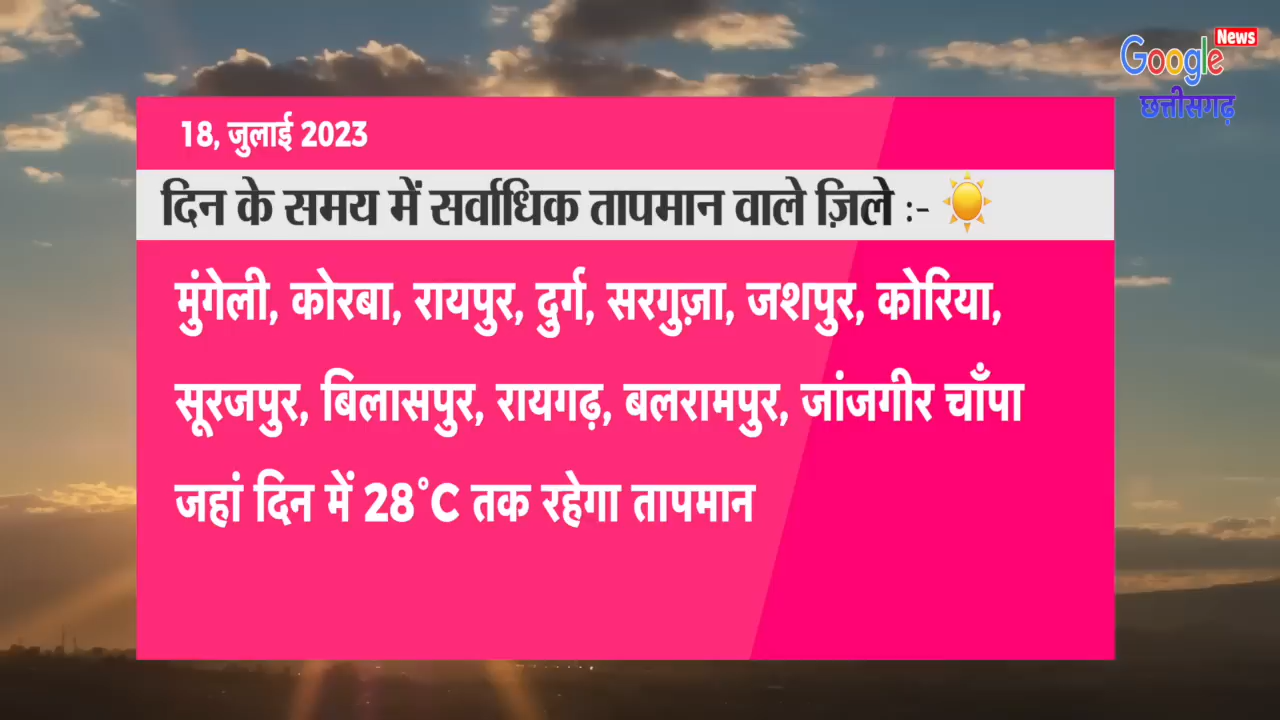 Google News
छत्तीसगढ़
18, जुलाई 2023
दिन के समय में सर्वाधिक तापमान वाले ज़िले :-
मुंगेली, कोरबा, रायपुर, दुर्ग, सरगुज़ा, जशपुर, कोरिया,
सूरजपुर, बिलासपुर, रायगढ़, बलरामपुर, जांजगीर चाँपा
जहां दिन में 28°C तक रहेगा तापमान